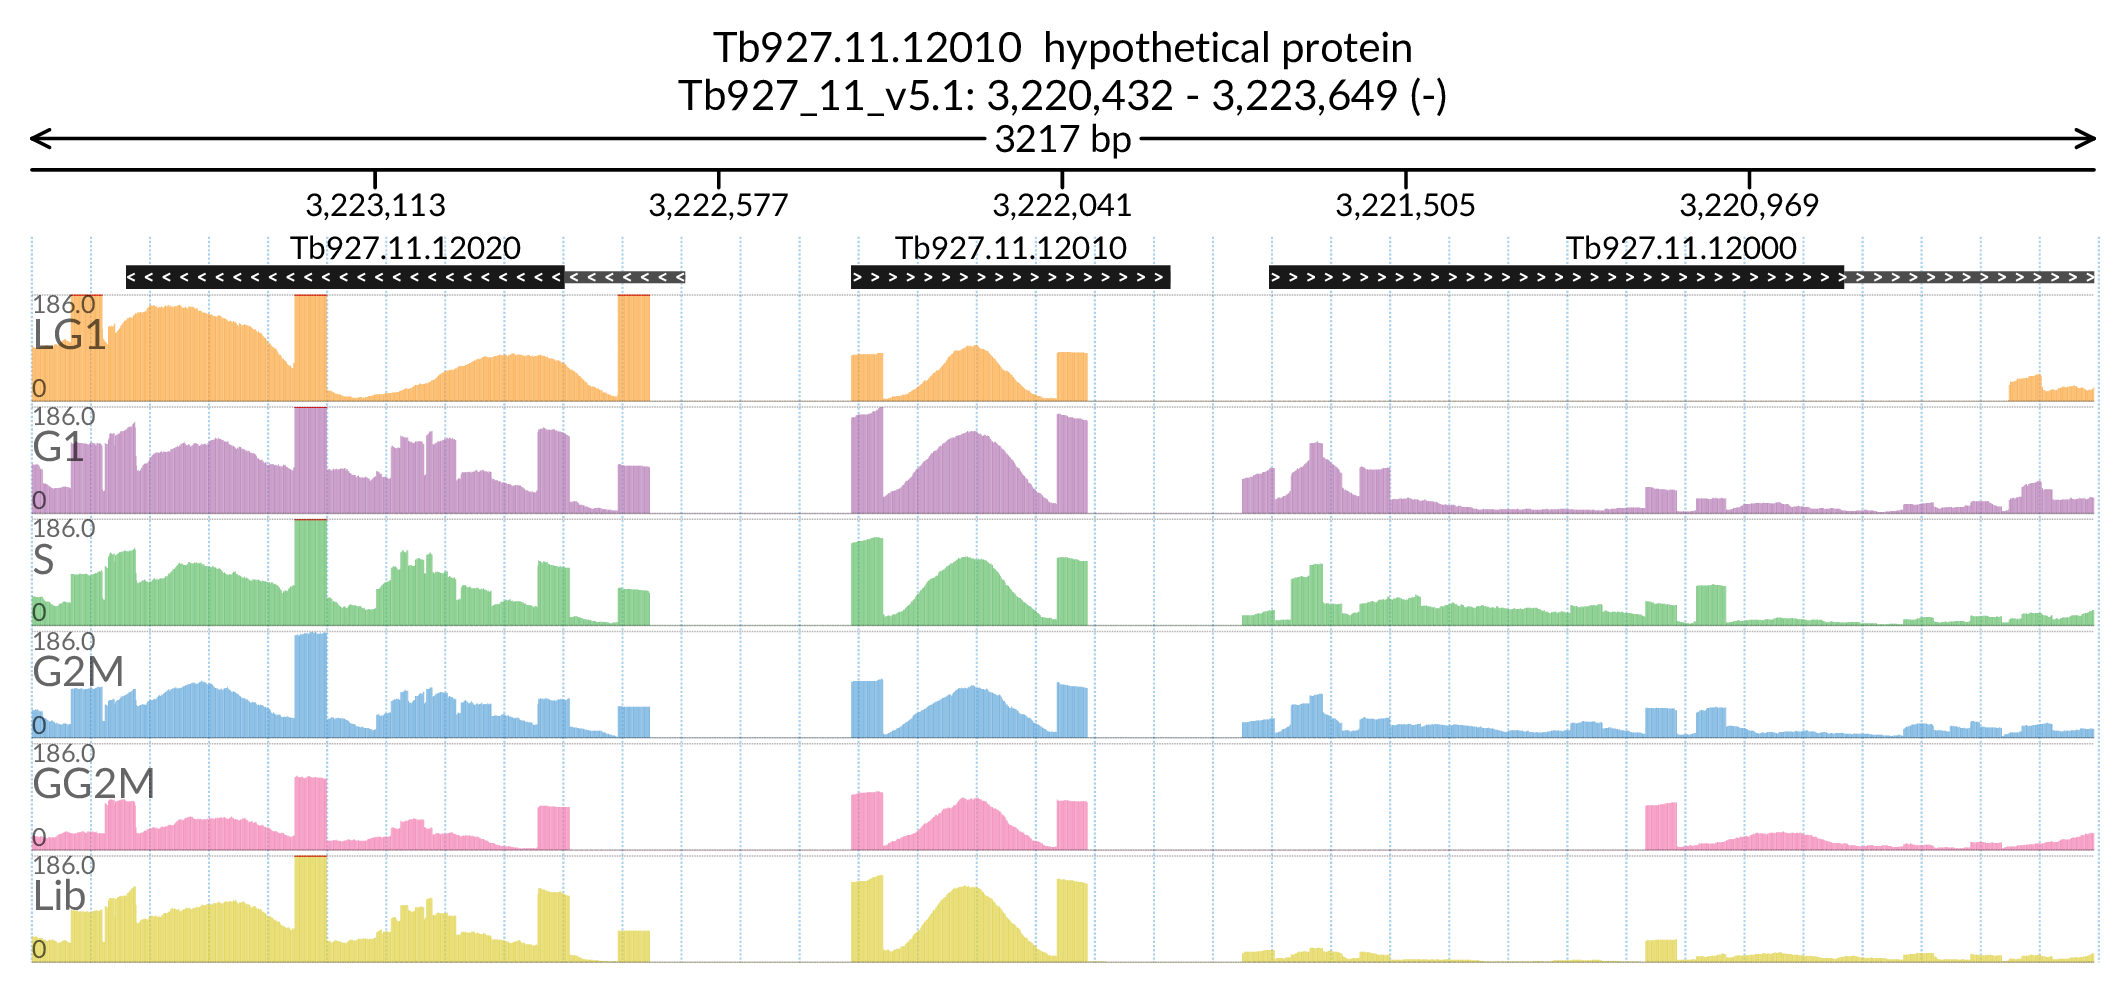 Tb927.11.12010  hypothetical protein
Tb927_11_v5.1: 3,220,432 - 3,223,649 (-)
3217 bp
3,223,113 3,222,577 3,222,041 3,221,505 3,220,969
Tb927.11.12020 Tb927.11.12010 Tb927.11.12000
186.0
LG1
0
186.0
G1
0
186.0
S
0
186.0
G2M
0
186.0
GG2M
0
186.0
Lib
0